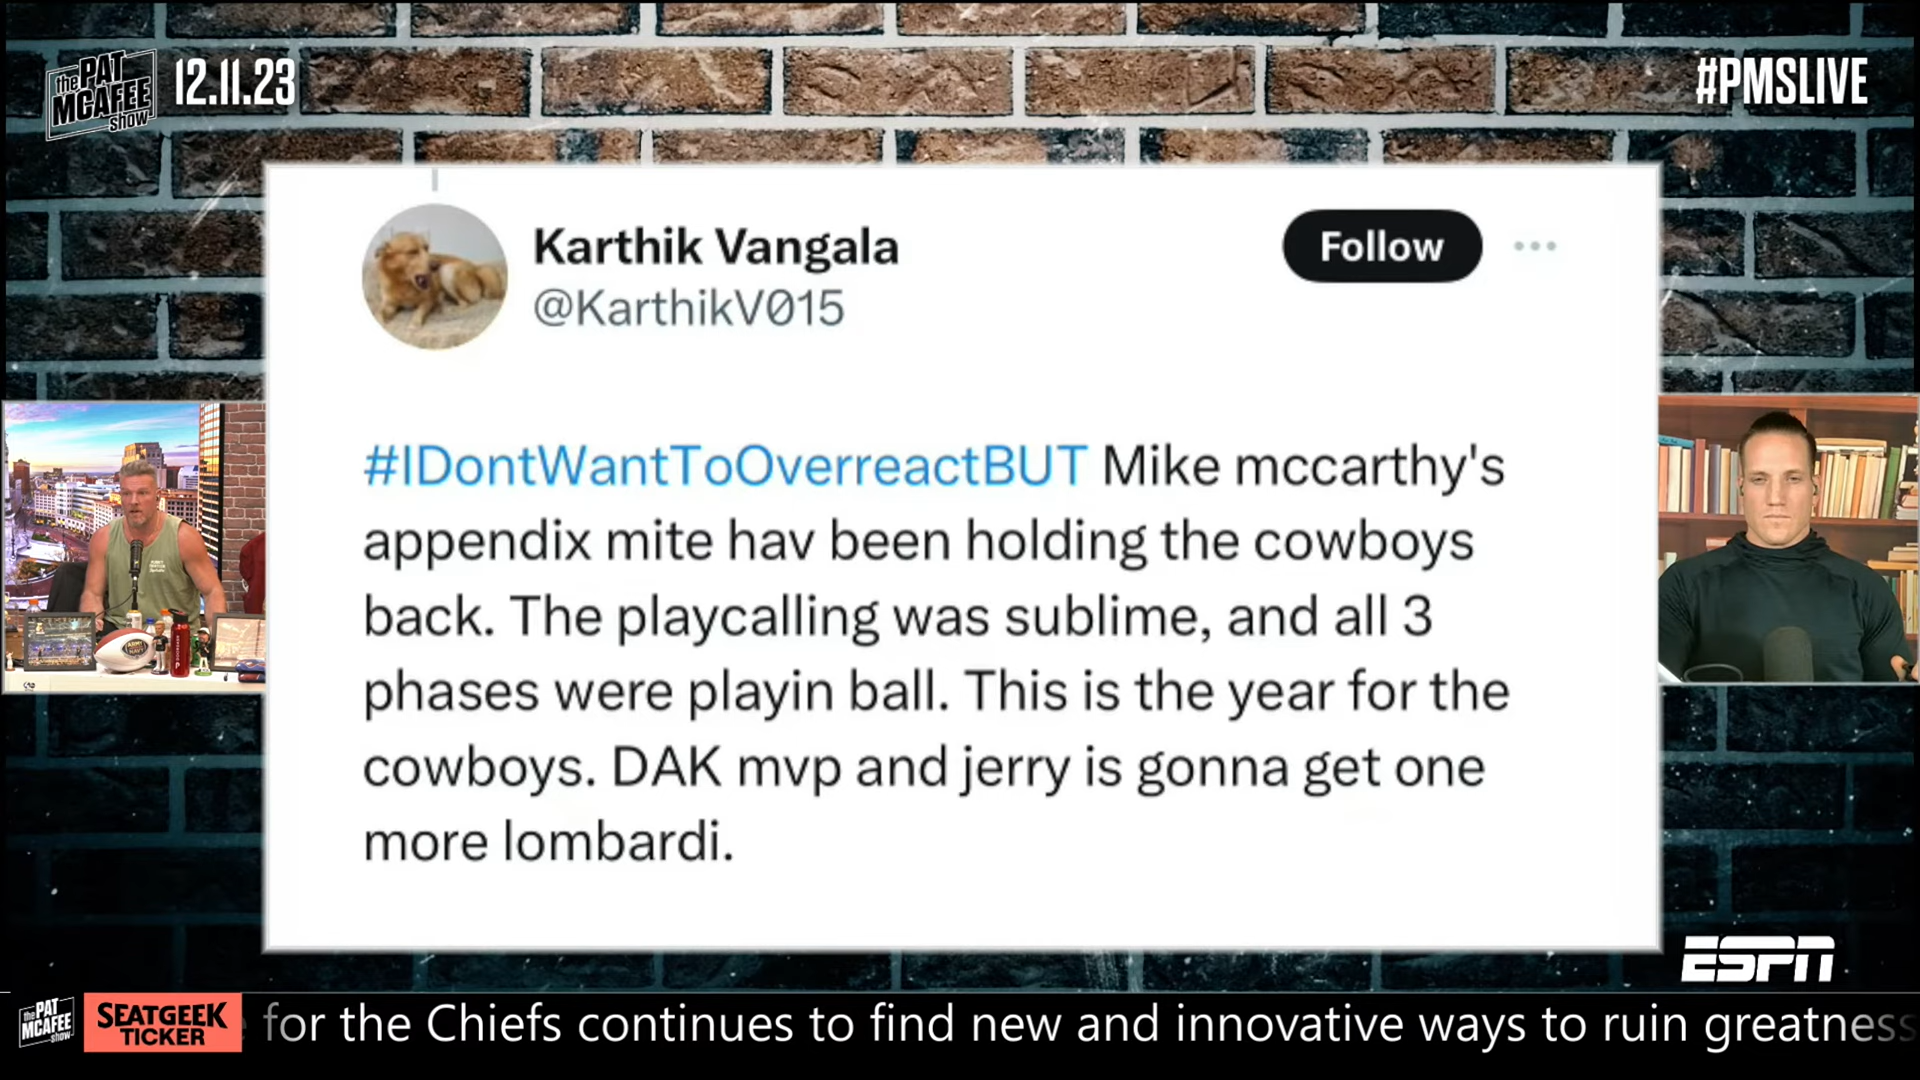 the PAT
MCAFEE
show
12.11.23
#PMSLIVE
Karthik Vangala
@KarthikV015
Follow
#IDontWantToOverreactBUT Mike mccarthy's
appendix mite hav been holding the cowboys
back. The playcalling was sublime, and all 3
phases were playin ball. This is the year for the
cowboys. DAK mvp and jerry is gonna get one
more lombardi.
ESPN
the PAT
MCAFEE
show
SEATGEEK
TICKER
for the Chiefs continues to find new and innovative ways to ruin greatness